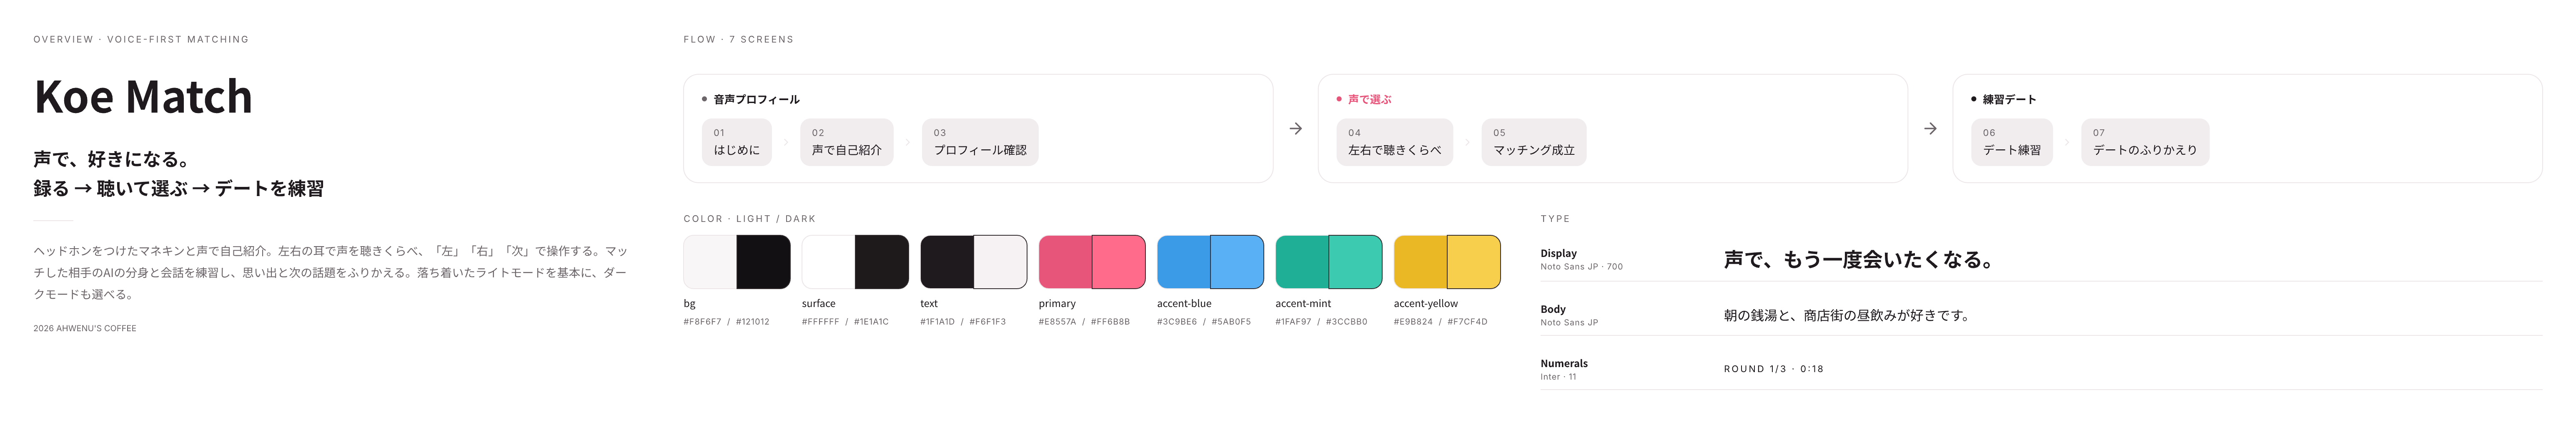 OVERVIEW · VOICE-FIRST MATCHING
Koe Match
声で、好きになる。
録る → 聴いて選ぶ → デートを練習
ヘッドホンをつけたマネキンと声で自己紹介。左右の耳で声を聴きくらべ、「左」「右」「次」で操作する。マッ
チした相手のAIの分身と会話を練習し、思い出と次の話題をふりかえる。落ち着いたライトモードを基本に、ダー
クモードも選べる。
2026 AHWENU'S COFFEE
FLOW · 7 SCREENS
音声プロフィール
01
はじめに
02
声で自己紹介
03
プロフィール確認
声で選ぶ
04
左右で聴きくらべ
05
マッチング成立
練習デート
06
デート練習
07
デートのふりかえり
COLOR · LIGHT / DARK
bg
#F8F6F7 / #121012
surface
#FFFFFF / #1E1A1C
text
#1F1A1D / #F6F1F3
primary
#E8557A / #FF6B8B
accent-blue
#3C9BE6 / #5AB0F5
accent-mint
#1FAF97 / #3CCBB0
accent-yellow
#E9B824 / #F7CF4D
TYPE
Display
Noto Sans JP · 700
声で、もう一度会いたくなる。
Body
Noto Sans JP
朝の銭湯と、商店街の昼飲みが好きです。
Numerals
Inter · 11
ROUND 1/3 · 0:18